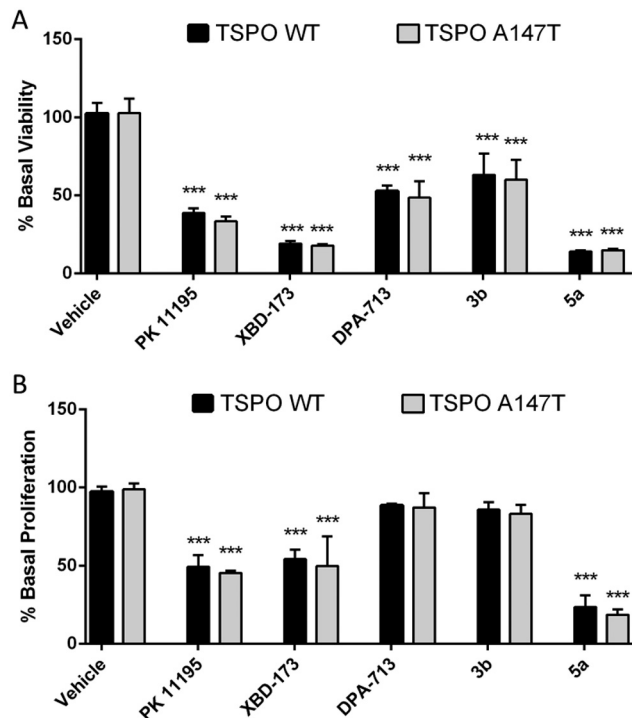 A
TSPO WT TSPO A147T
150
100
50
0
% Basal Viability
*** *** *** *** *** *** *** *** *** ***
Vehicle PK 11195 XBD-173 DPA-713 3b 5a
B
TSPO WT TSPO A147T
150
100
50
0
% Basal Proliferation
*** *** *** *** *** ***
Vehicle PK 11195 XBD-173 DPA-713 3b 5a